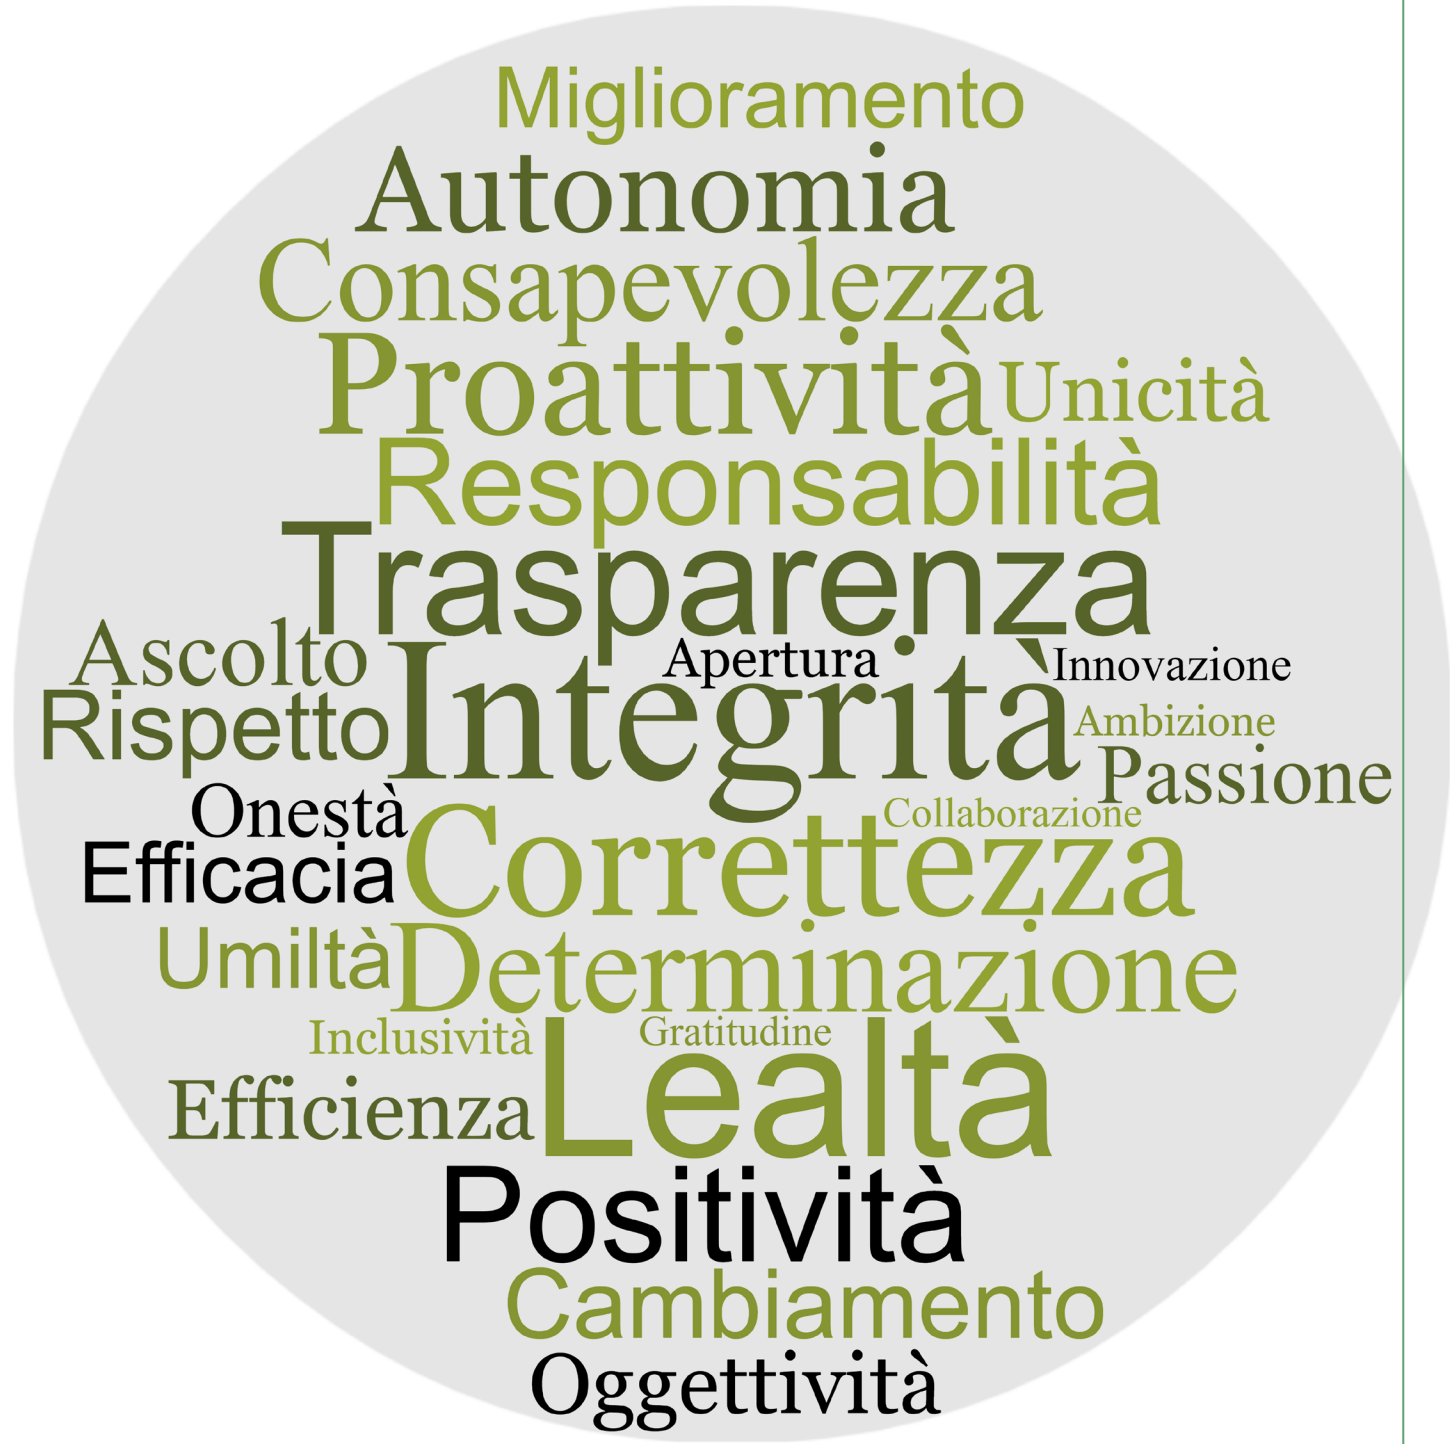 Miglioramento
Autonomia
Consapevolezza
Proattività
Unicità
Responsabilità
Trasparenza
Ascolto
Apertura
Innovazione
Integrità
Rispetto
Ambizione
Passione
Onestà
Collaborazione
Efficacia
Correttezza
Umiltà
Determinazione
Inclusività
Gratitudine
Efficienza
Lealtà
Positività
Cambiamento
Oggettività